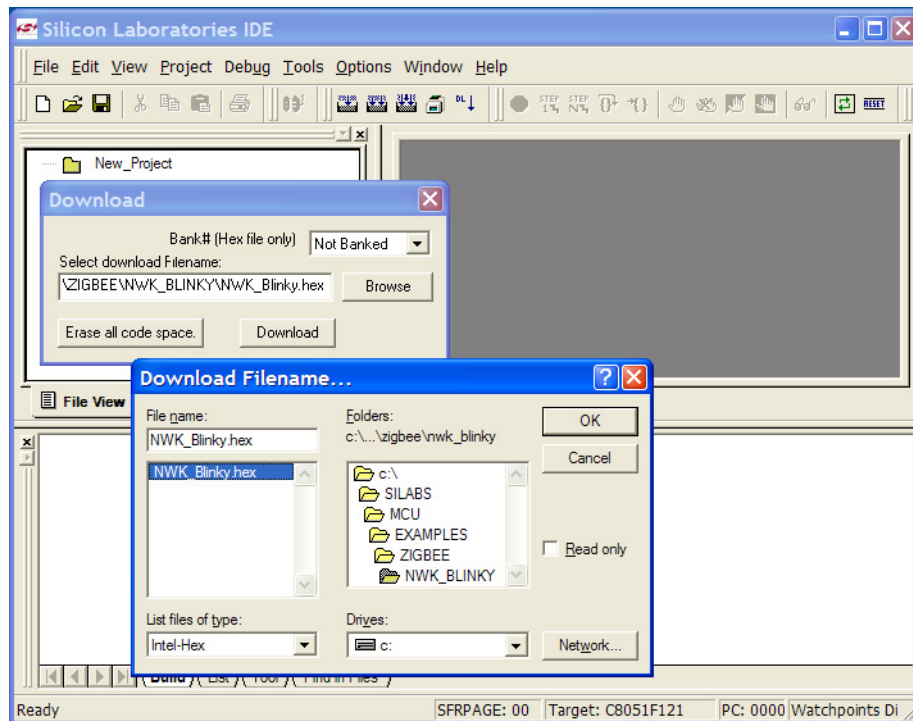 Silicon Laboratories IDE
File Edit View Project Debug Tools Options Window Help
DL
STEP STEP RESET
New_Project
Download
Bank# (Hex file only) Not Banked
Select download Filename:
\ZIGBEE\NWK_BLINKY\NWK_Blinky.hex Browse
Erase all code space. Download
File View
Download Filename...
File name: Folders: OK
NWK_Blinky.hex c:\...\zigbee\nwk_blinky
NWK_Blinky.hex c:\ Cancel
SILABS
MCU
EXAMPLES
ZIGBEE Read only
NWK_BLINKY
List files of type: Drives:
Intel-Hex c: Network...
Build List Tool Find in Files
Ready SFRPAGE: 00 Target: C8051F121 PC: 0000 Watchpoints Di